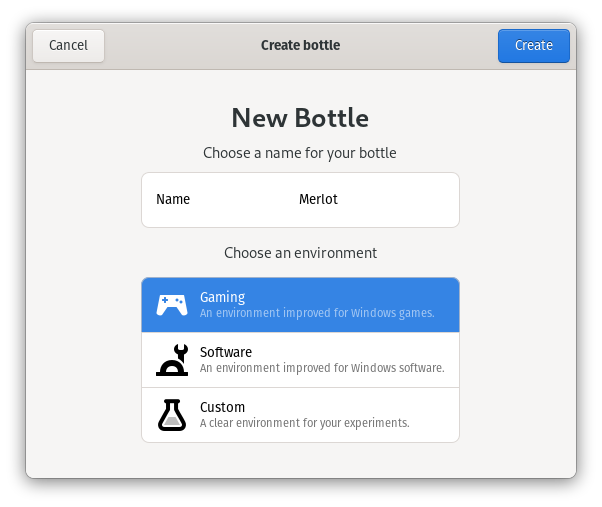 Cancel
Create bottle
Create
New Bottle
Choose a name for your bottle
Name
Merlot
Choose an environment
Gaming
An environment improved for Windows games.
Software
An environment improved for Windows software.
Custom
A clear environment for your experiments.